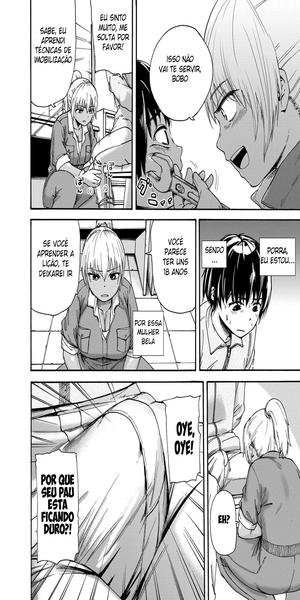 ISSO NÃO
VAI TE SERVIR,
BOBO
EU SINTO
MUITO, ME
SOLTA POR
FAVOR!
SABE, EU
APRENDI
TÉCNICAS DE
IMOBILIZAÇÃO
PORRA,
EU ESTOU...
SENDO
...
VOCÊ
PARECE
TER UNS
18 ANOS
POR ESSA
MULHER
BELA
SE VOCÊ
APRENDER A
LIÇÃO, TE
DEIXAREI IR
EH?
OYE,
OYE!
POR QUE
SEU PAU
ESTA
FICANDO
DURO?!